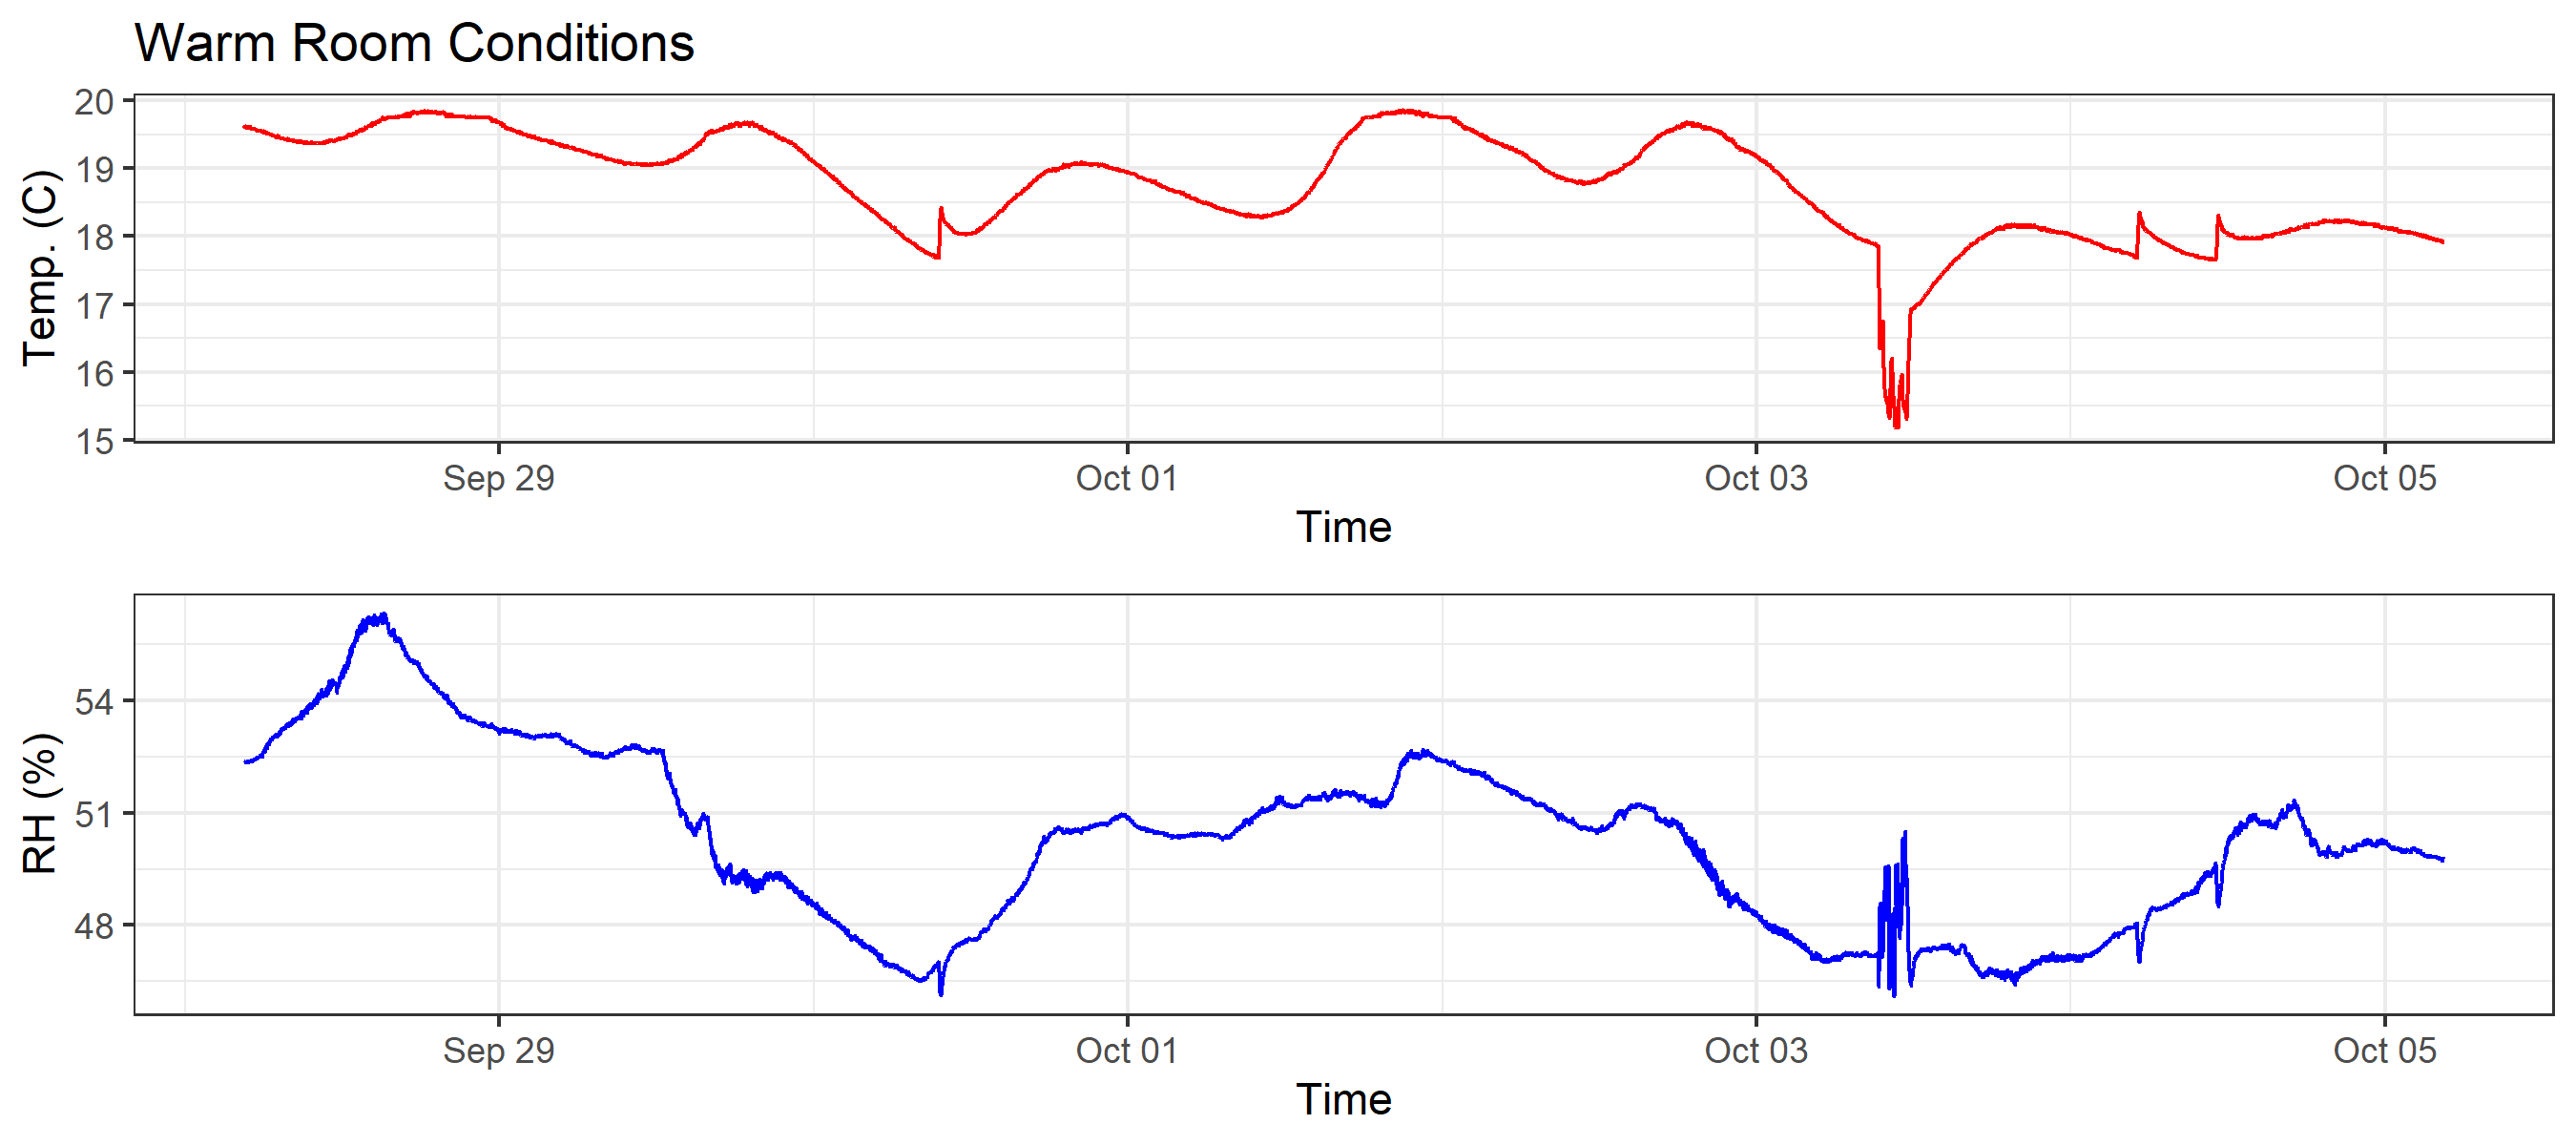 Warm Room Conditions
20
19
18
17
16
15
Temp. (C)
Sep 29 Oct 01 Oct 03 Oct 05
Time
54
51
48
RH (%)
Sep 29 Oct 01 Oct 03 Oct 05
Time